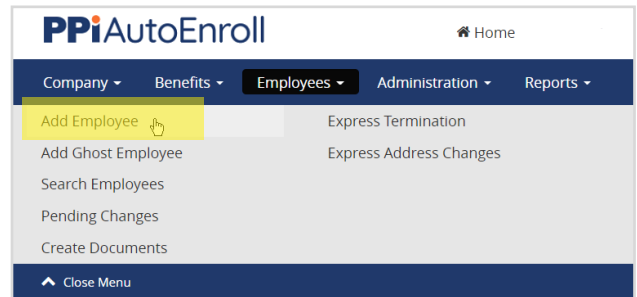 PPiAutoEnroll
Home
Company Benefits Employees Administration Reports
Add Employee
Express Termination
Add Ghost Employee
Express Address Changes
Search Employees
Pending Changes
Create Documents
Close Menu